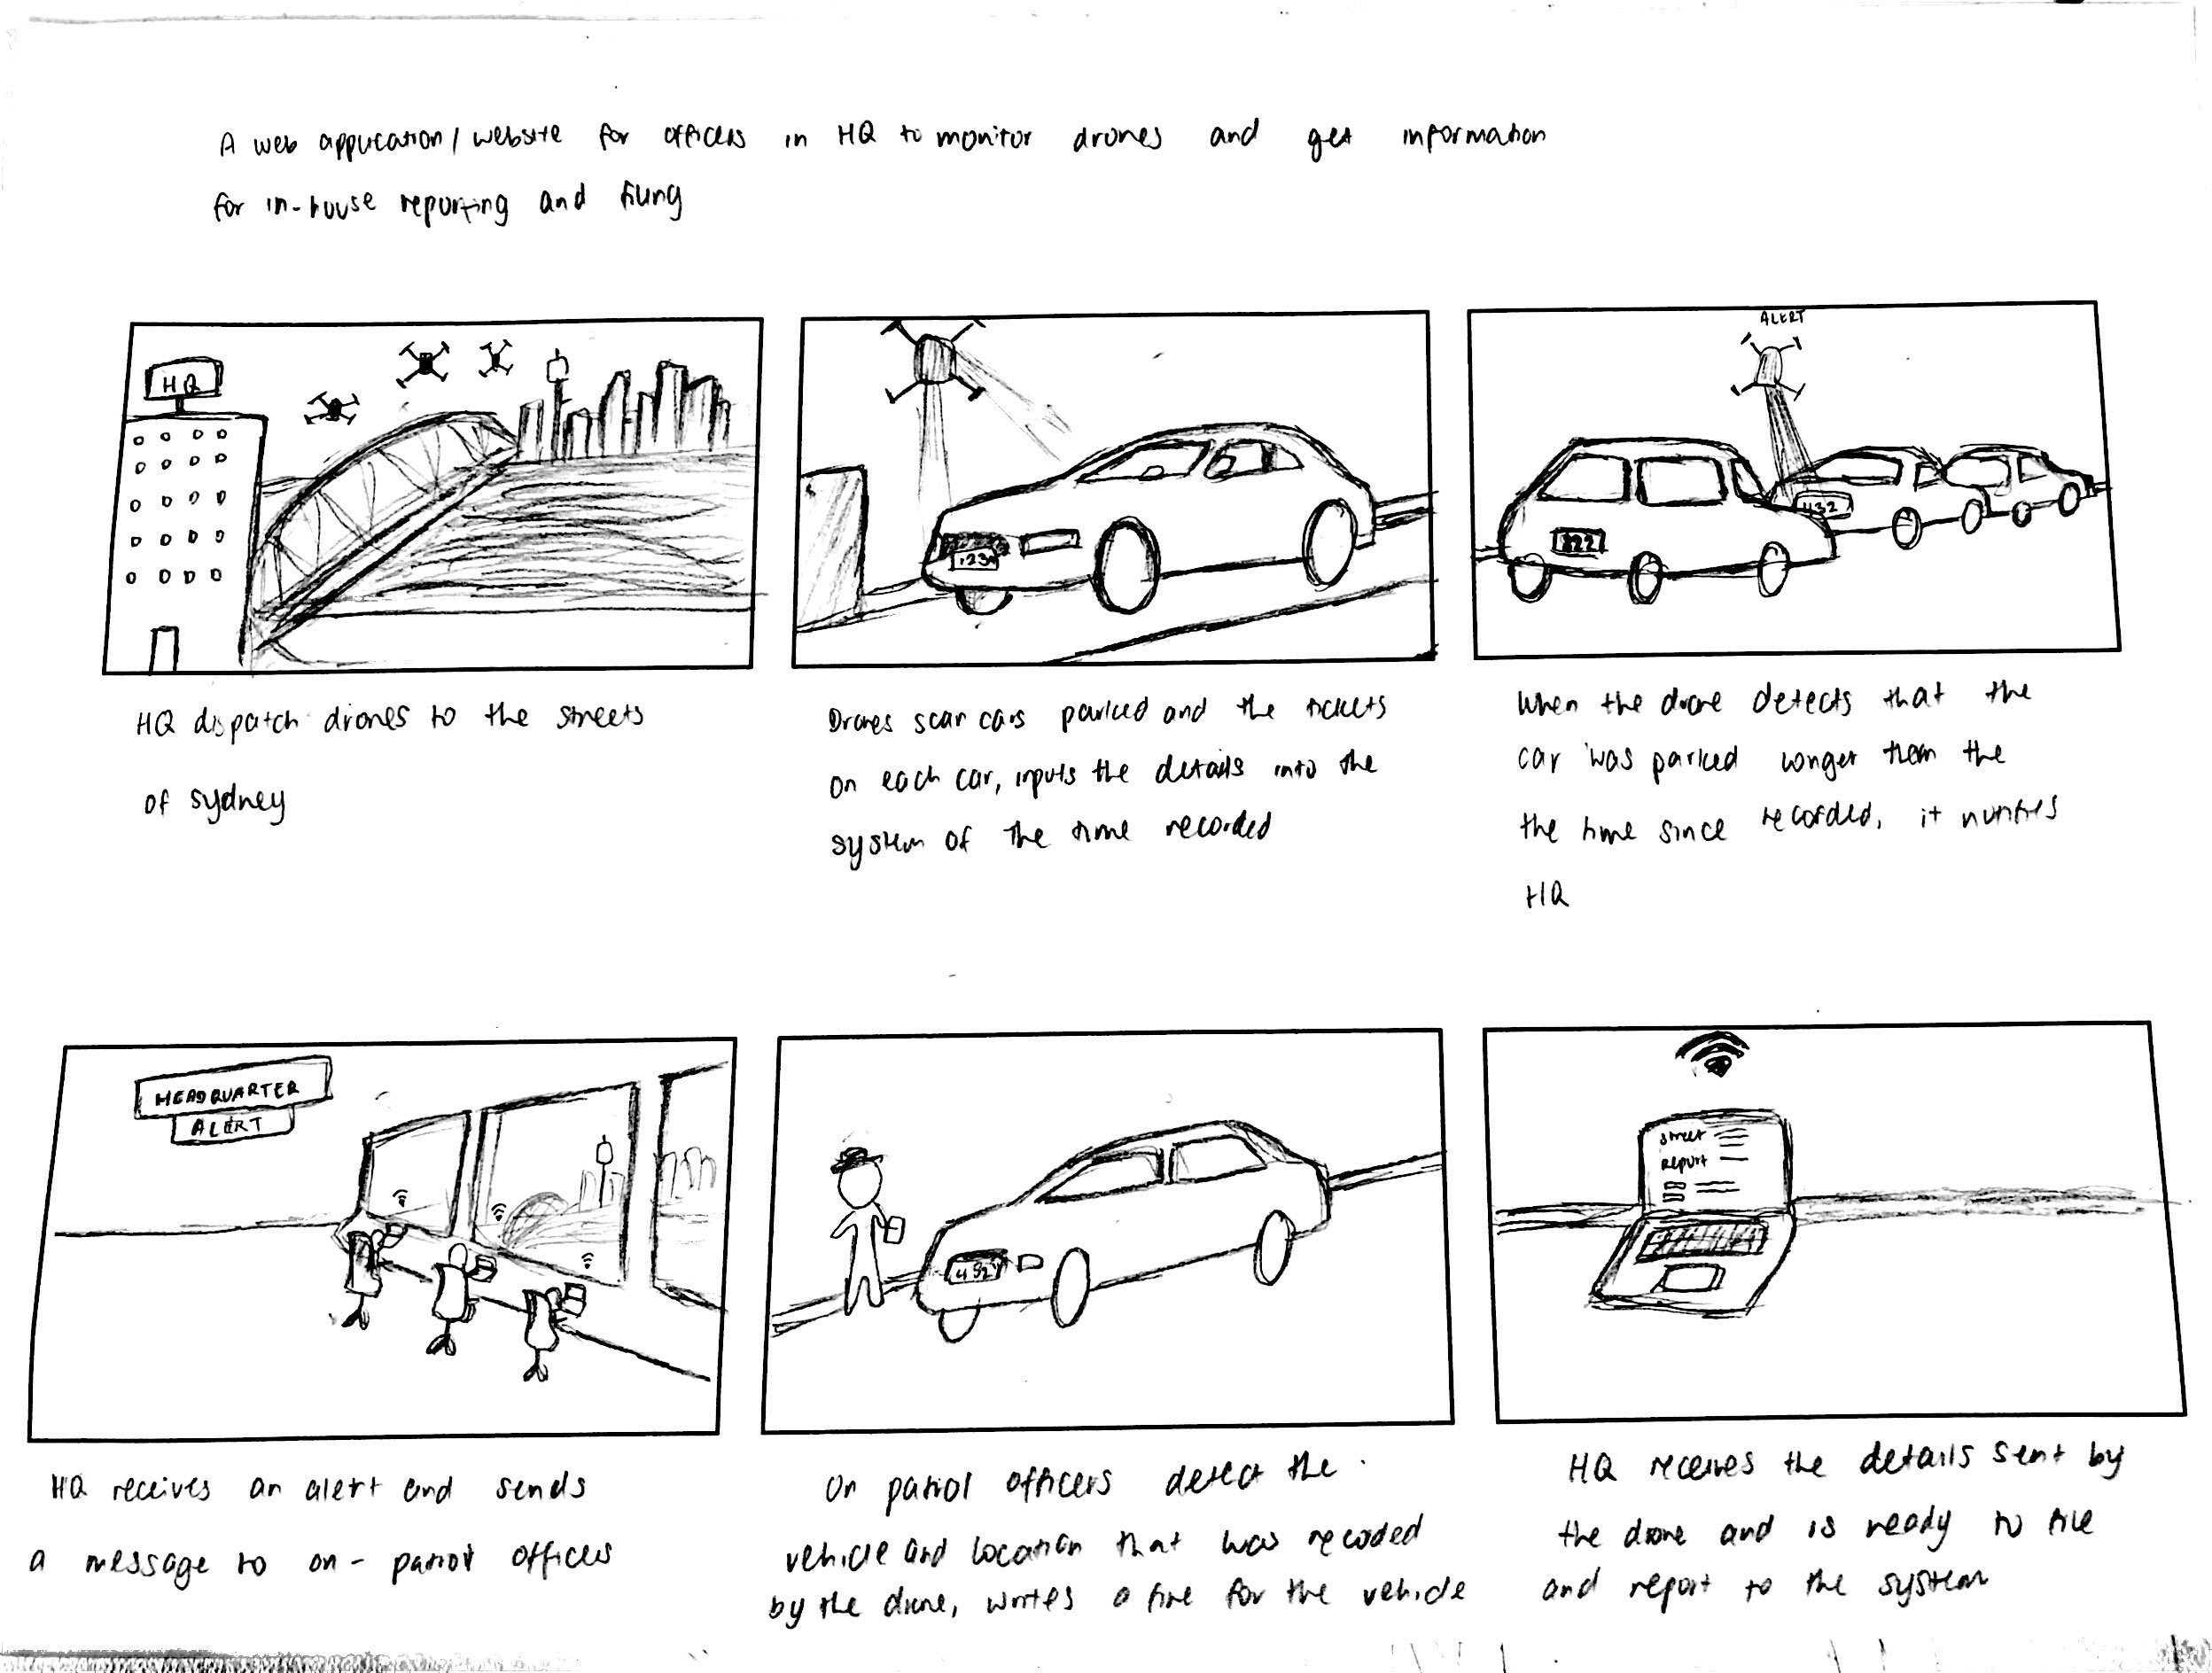 A web application/website for officers in HQ to monitor drones and get information
for in-house reporting and filing
HQ
HQ dispatch drones to the streets
of Sydney
123
Drones scan cars parked and the tickets
on each car, inputs the details into the
system of the time recorded
ALERT
822
432
When the drone detects that the
car was parked longer than the
the time since recorded, it notifies
HQ
HEADQUARTER
ALERT
HQ receives an alert and sends
a message to on-patrol officers
432
On patrol officers detect the
vehicle and location that was recoded
by the drone, writes a fine for the vehicle
street
report
HQ receives the details sent by
the drone and is ready to file
and report to the system